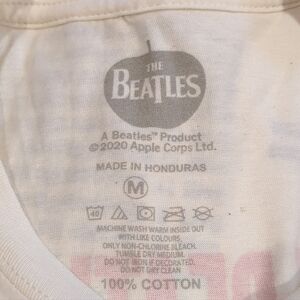 THE
BEATLES
A Beatles™ Product
©2020 Apple Corps Ltd.
MADE IN HONDURAS
M
40
MACHINE WASH WARM INSIDE OUT
WITH LIKE COLOURS
ONLY NON-CHLORINE BLEACH.
TUMBLE DRY MEDIUM.
DO NOT IRON IF DECORATED.
DO NOT DRY CLEAN
100% COTTON